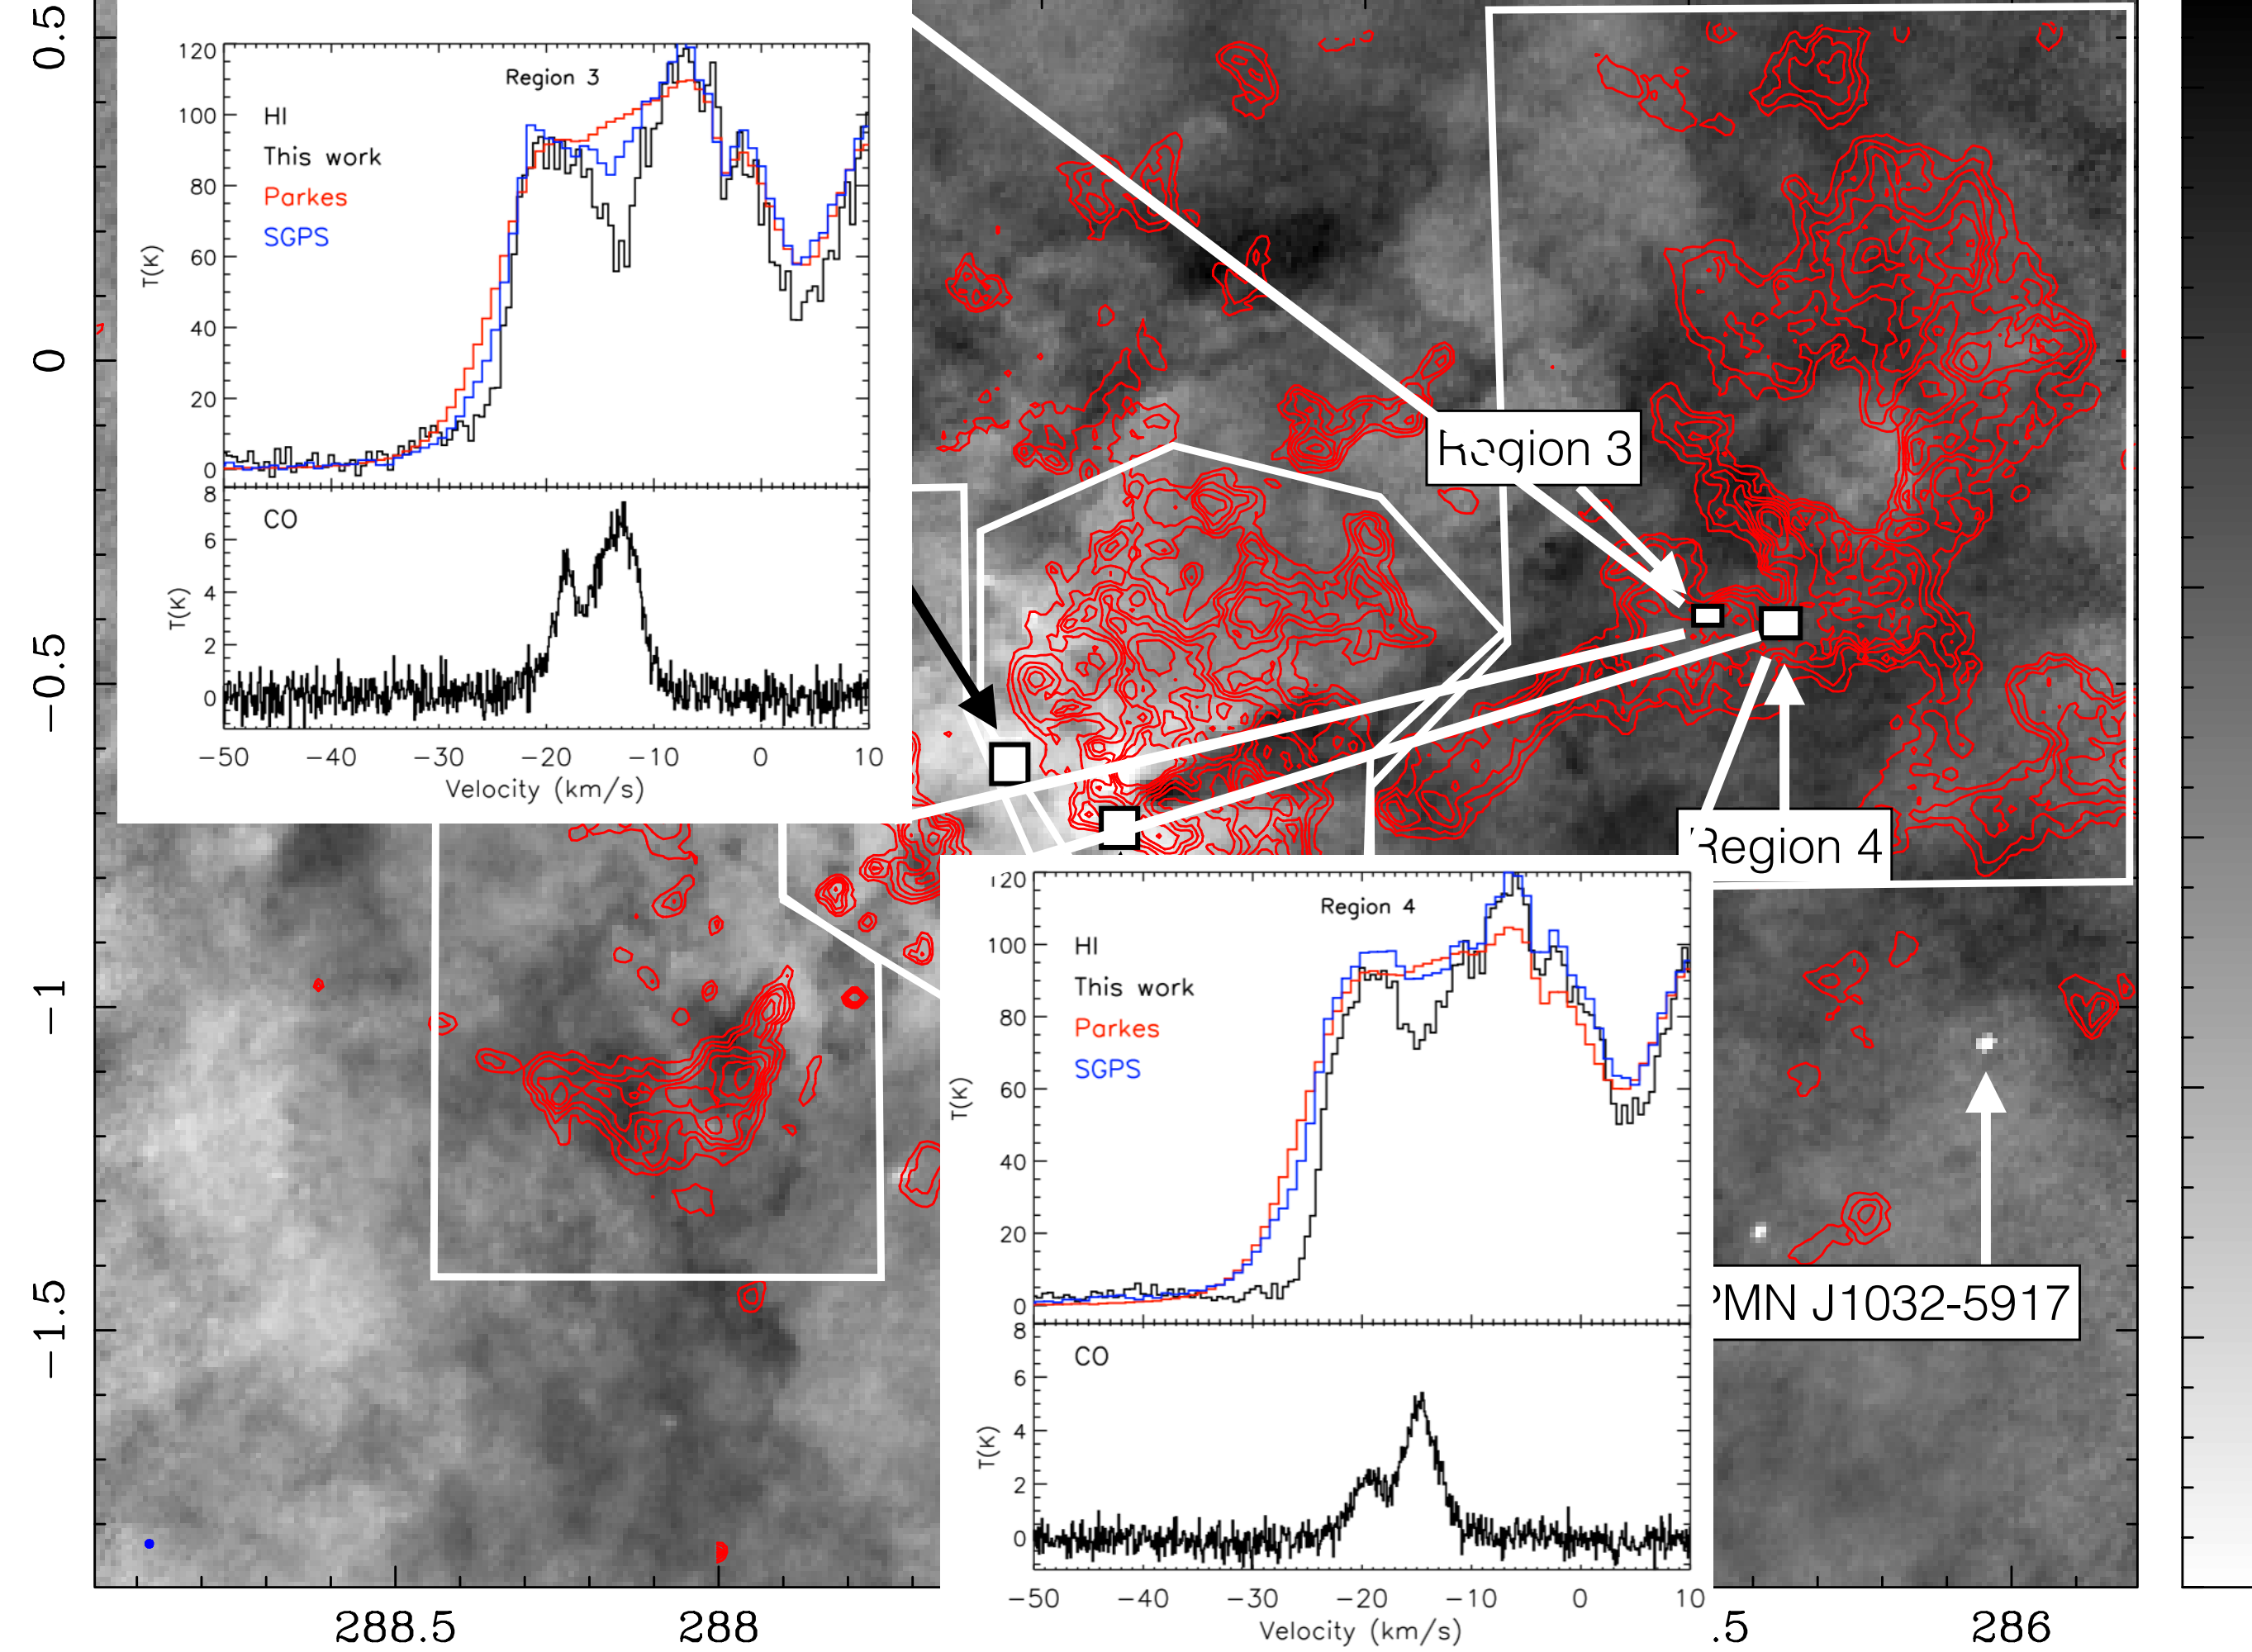 0.5
0
−0.5
−1
−1.5
288.5
288
.5
286
Region 3
HI
This work
Parkes
SGPS
T(K)
120
100
80
60
40
20
0
CO
T(K)
8
6
4
2
0
−50 −40 −30 −20 −10 0 10
Velocity (km/s)
Region 3
Region 4
Region 4
HI
This work
Parkes
SGPS
T(K)
120
100
80
60
40
20
0
CO
T(K)
8
6
4
2
0
−50 −40 −30 −20 −10 0 10
Velocity (km/s)
PMN J1032-5917